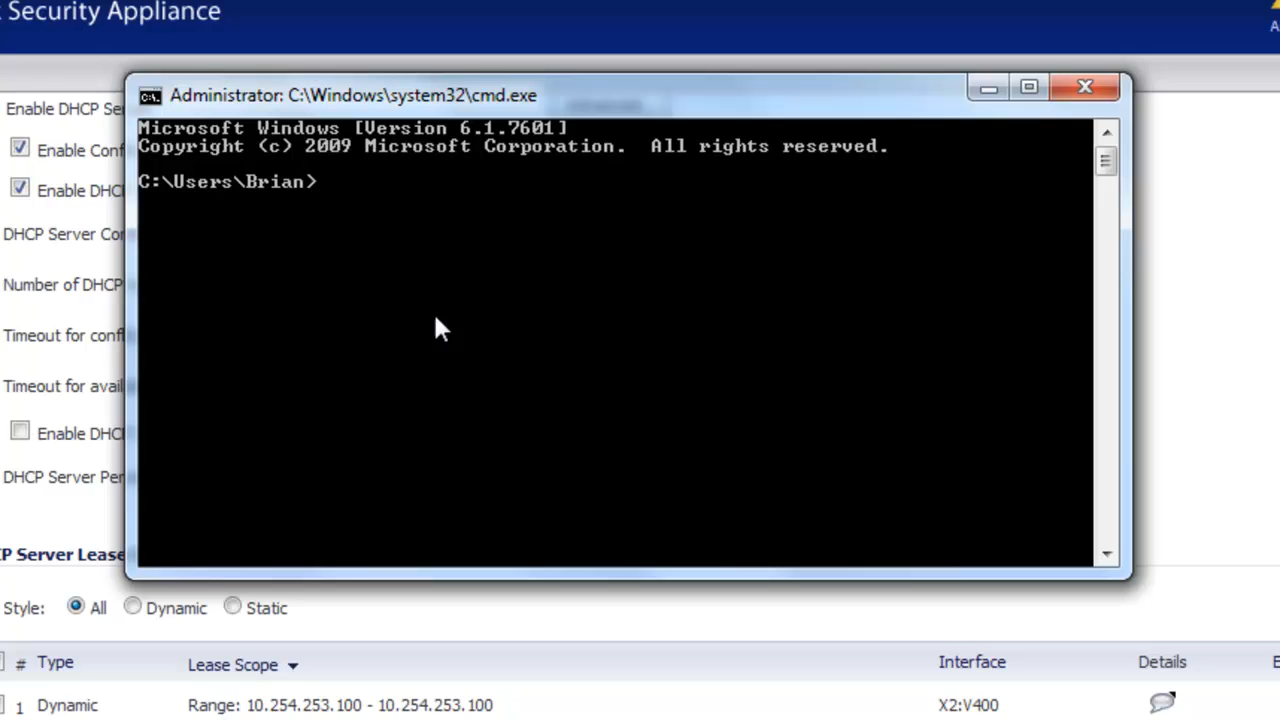 Security Appliance
Administrator: C:\Windows\system32\cmd.exe
Microsoft Windows [Version 6.1.7601]
Copyright (c) 2009 Microsoft Corporation.  All rights reserved.
C:\Users\Brian>
Enable DHCP Se
Enable Conf
Enable DHC
DHCP Server Con
Number of DHCP
Timeout for conf
Timeout for avail
Enable DHC
DHCP Server Per
CP Server Lease
Style: All Dynamic Static
# Type Lease Scope Interface Details E
1 Dynamic Range: 10.254.253.100 - 10.254.253.100 X2:V400